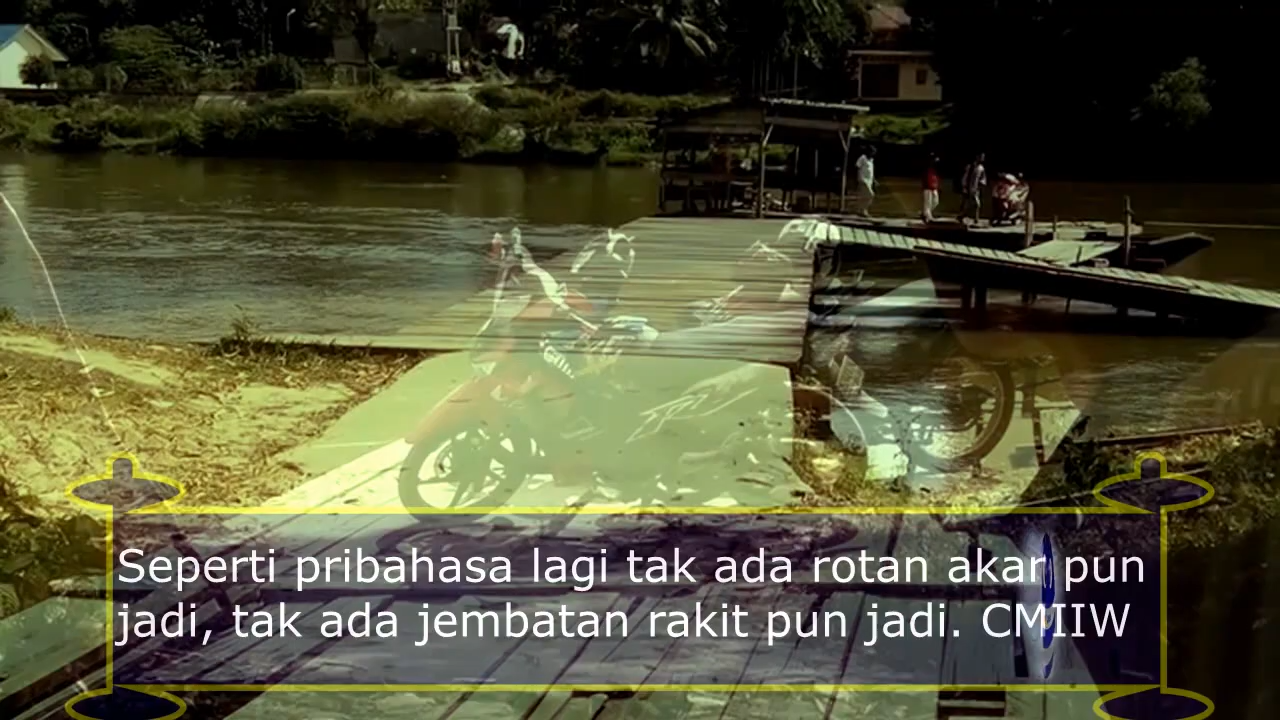 Seperti pribahasa lagi tak ada rotan akar pun
jadi, tak ada jembatan rakit pun jadi. CMIIW